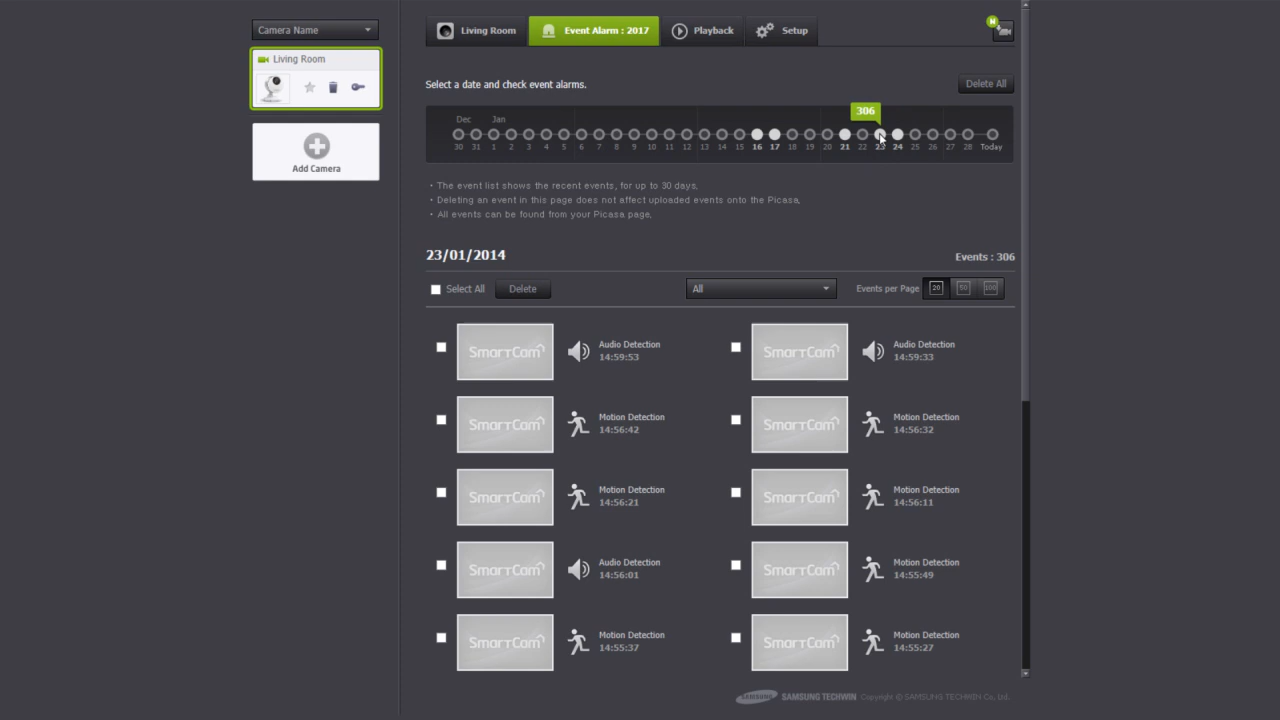 Camera Name
Living Room
Add Camera
Living Room
Event Alarm : 2017
Playback
Setup
N
Select a date and check event alarms.
Delete All
306
Dec Jan
30 31 1 2 3 4 5 6 7 8 9 10 11 12 13 14 15 16 17 18 19 20 21 22 23 24 25 26 27 28 Today
• The event list shows the recent events, for up to 30 days.
• Deleting an event in this page does not affect uploaded events onto the Picasa.
• All events can be found from your Picasa page.
23/01/2014
Events : 306
Select All
Delete
All
Events per Page
20 50 100
SmartCam
Audio Detection
14:59:53
SmartCam
Audio Detection
14:59:33
SmartCam
Motion Detection
14:56:42
SmartCam
Motion Detection
14:56:32
SmartCam
Motion Detection
14:56:21
SmartCam
Motion Detection
14:56:11
SmartCam
Audio Detection
14:56:01
SmartCam
Motion Detection
14:55:49
SmartCam
Motion Detection
14:55:37
SmartCam
Motion Detection
14:55:27
SAMSUNG SAMSUNG TECHWIN Copyright © SAMSUNG TECHWIN Co. Ltd.